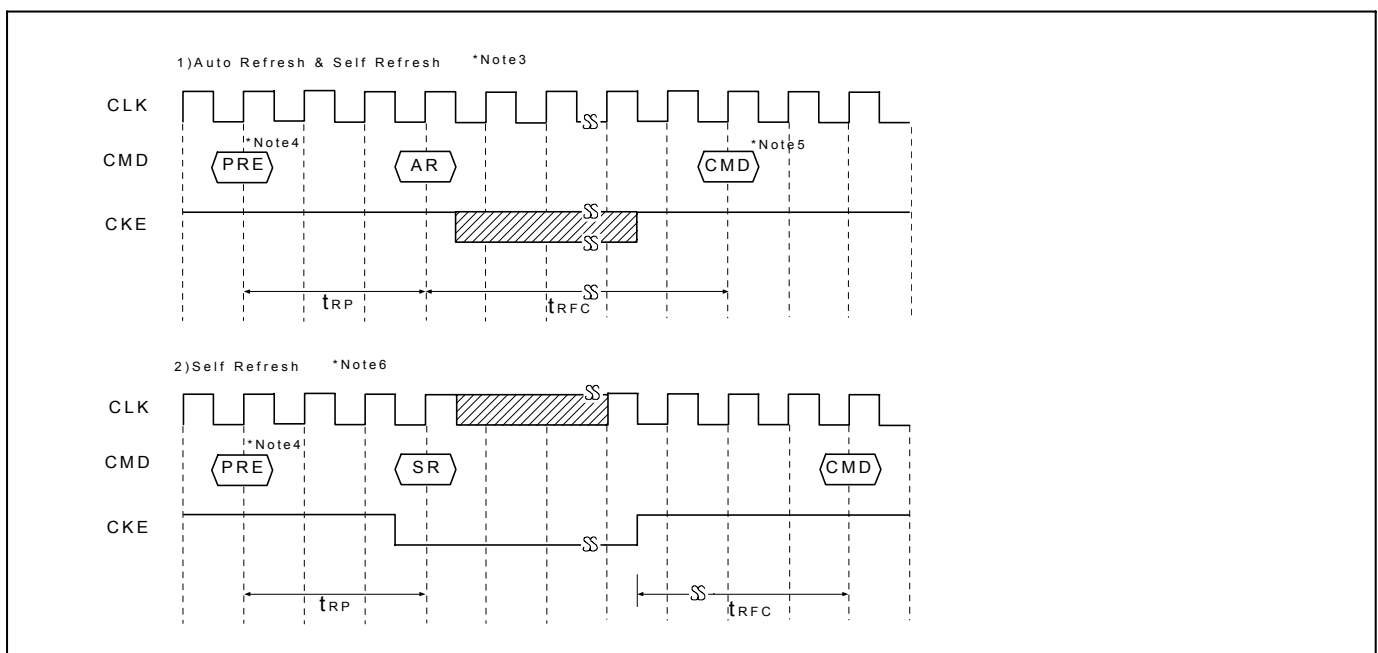 1)Auto Refresh & Self Refresh *Note3
CLK
CMD PRE *Note4 AR CMD *Note5
CKE
tRP tRFC
2)Self Refresh *Note6
CLK
CMD PRE *Note4 SR CMD
CKE
tRP tRFC